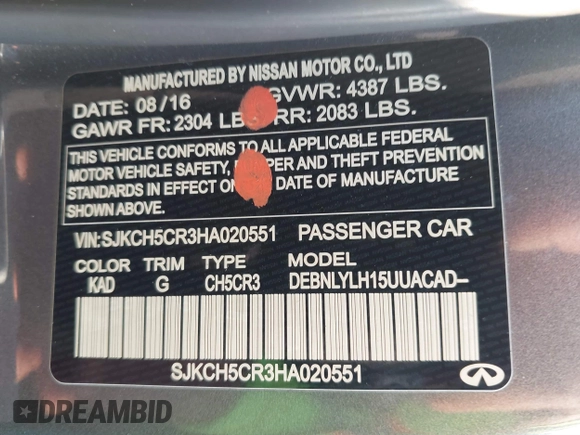 MANUFACTURED BY NISSAN MOTOR CO., LTD
DATE: 08/16 GVWR: 4387 LBS.
GAWR FR: 2304 LB RR: 2083 LBS.
THIS VEHICLE CONFORMS TO ALL APPLICABLE FEDERAL
MOTOR VEHICLE SAFETY, AND THEFT PREVENTION
STANDARDS IN EFFECT ON DATE OF MANUFACTURE
SHOWN ABOVE.
VIN: SJKCH5CR3HA020551 PASSENGER CAR
COLOR TRIM TYPE MODEL
KAD G CH5CR3 DEBNLYLH15UUACAD–
SJKCH5CR3HA020551
INFINITI
DREAMBID